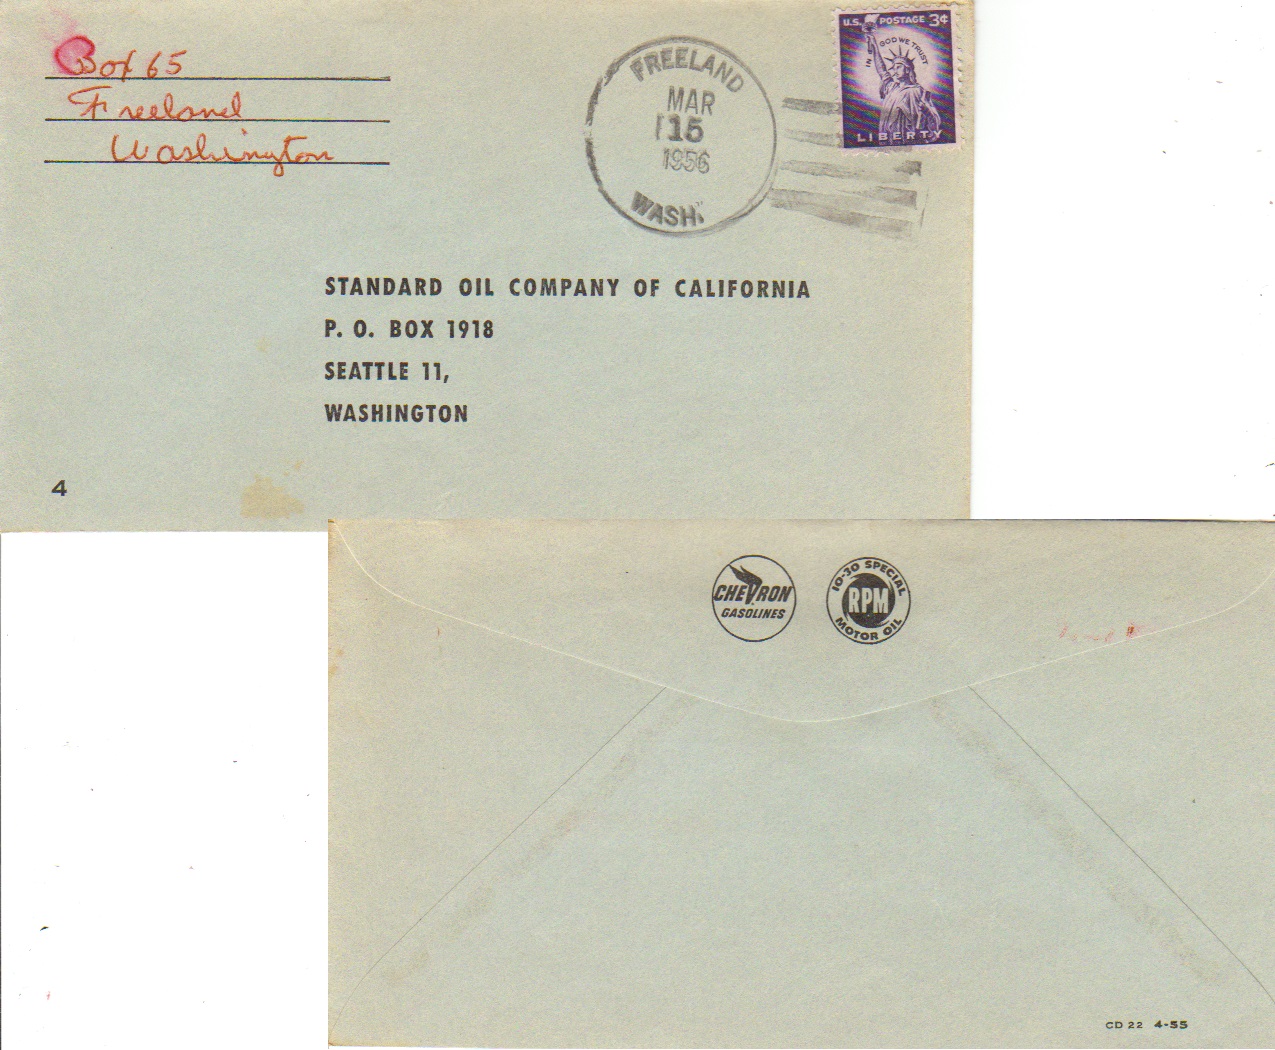 Box 65
Freeland
Washington
FREELAND
MAR
15
1956
WASH.
U.S. POSTAGE 3¢
IN GOD WE TRUST
LIBERTY
STANDARD OIL COMPANY OF CALIFORNIA
P. O. BOX 1918
SEATTLE 11,
WASHINGTON
4
CHEVRON
GASOLINES
10-30 SPECIAL
RPM
MOTOR OIL
CD 22 4-55